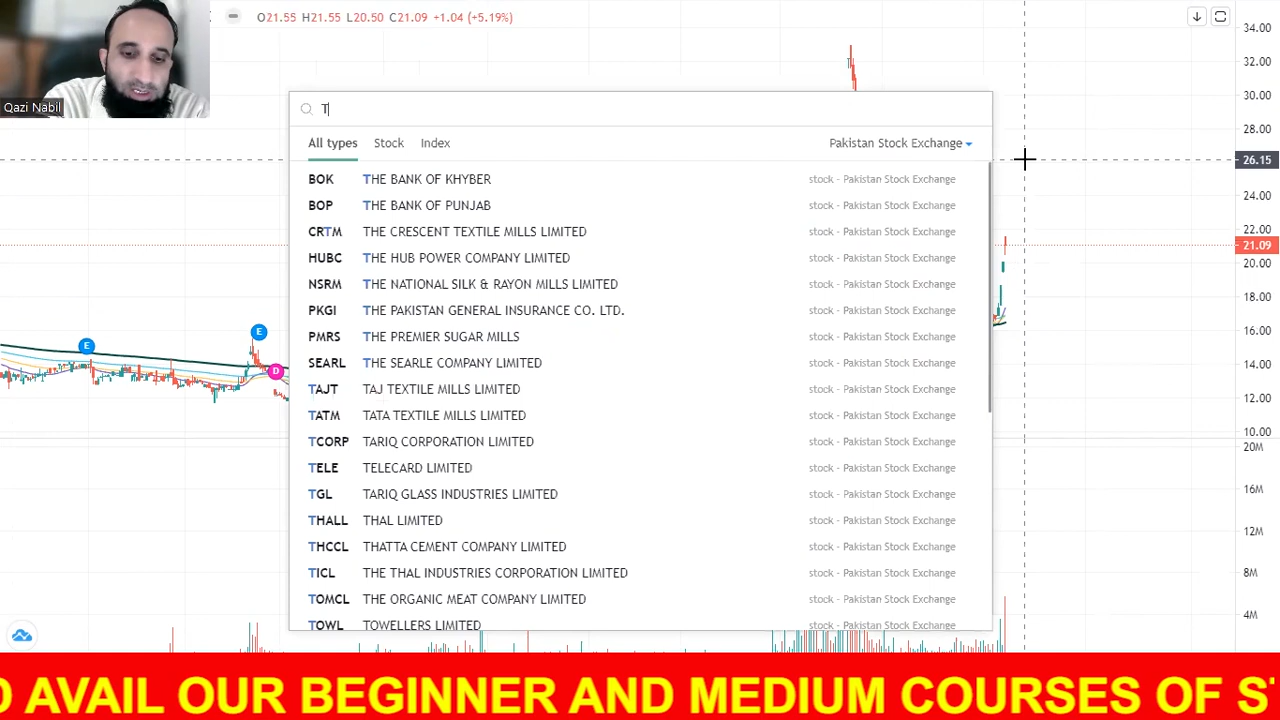 O21.55 H21.55 L20.50 C21.09 +1.04 (+5.19%)
Qazi Nabil
T
All types Stock Index Pakistan Stock Exchange
BOK THE BANK OF KHYBER stock - Pakistan Stock Exchange
BOP THE BANK OF PUNJAB stock - Pakistan Stock Exchange
CRTM THE CRESCENT TEXTILE MILLS LIMITED stock - Pakistan Stock Exchange
HUBC THE HUB POWER COMPANY LIMITED stock - Pakistan Stock Exchange
NSRM THE NATIONAL SILK & RAYON MILLS LIMITED stock - Pakistan Stock Exchange
PKGI THE PAKISTAN GENERAL INSURANCE CO. LTD. stock - Pakistan Stock Exchange
PMRS THE PREMIER SUGAR MILLS stock - Pakistan Stock Exchange
SEARL THE SEARLE COMPANY LIMITED stock - Pakistan Stock Exchange
TAJT TAJ TEXTILE MILLS LIMITED stock - Pakistan Stock Exchange
TATM TATA TEXTILE MILLS LIMITED stock - Pakistan Stock Exchange
TCORP TARIQ CORPORATION LIMITED stock - Pakistan Stock Exchange
TELE TELECARD LIMITED stock - Pakistan Stock Exchange
TGL TARIQ GLASS INDUSTRIES LIMITED stock - Pakistan Stock Exchange
THALL THAL LIMITED stock - Pakistan Stock Exchange
THCCL THATTA CEMENT COMPANY LIMITED stock - Pakistan Stock Exchange
TICL THE THAL INDUSTRIES CORPORATION LIMITED stock - Pakistan Stock Exchange
TOMCL THE ORGANIC MEAT COMPANY LIMITED stock - Pakistan Stock Exchange
TOWL TOWELLERS LIMITED stock - Pakistan Stock Exchange
E
E
D
34.00
32.00
30.00
28.00
26.15
24.00
22.00
21.09
20.00
18.00
16.00
14.00
12.00
10.00
20M
16M
8M
4M
O AVAIL OUR BEGINNER AND MEDIUM COURSES OF ST